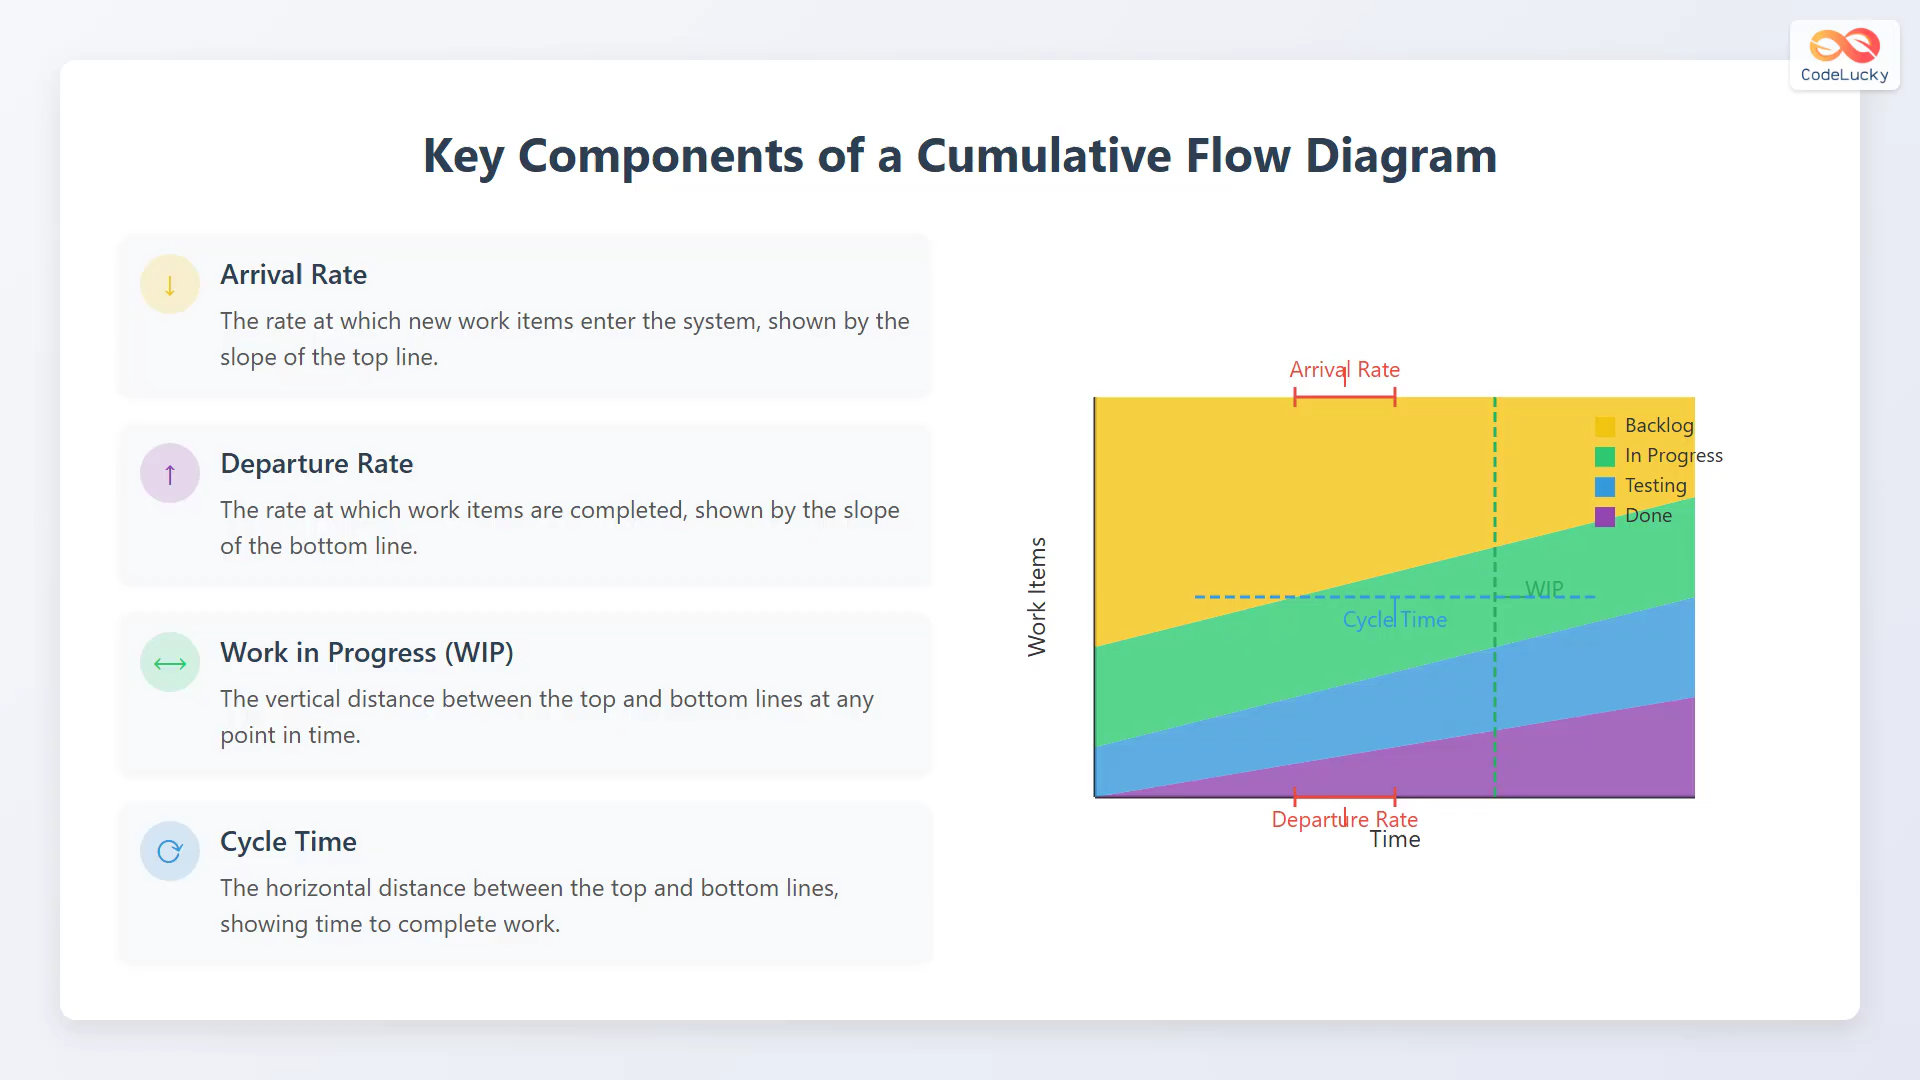 CodeLucky
Key Components of a Cumulative Flow Diagram
Arrival Rate
The rate at which new work items enter the system, shown by the
slope of the top line.
Departure Rate
The rate at which work items are completed, shown by the slope
of the bottom line.
Work in Progress (WIP)
The vertical distance between the top and bottom lines at any
point in time.
Cycle Time
The horizontal distance between the top and bottom lines,
showing time to complete work.
Arrival Rate
Backlog
In Progress
Testing
Done
Work Items
WIP
Cycle Time
Departure Rate
Time